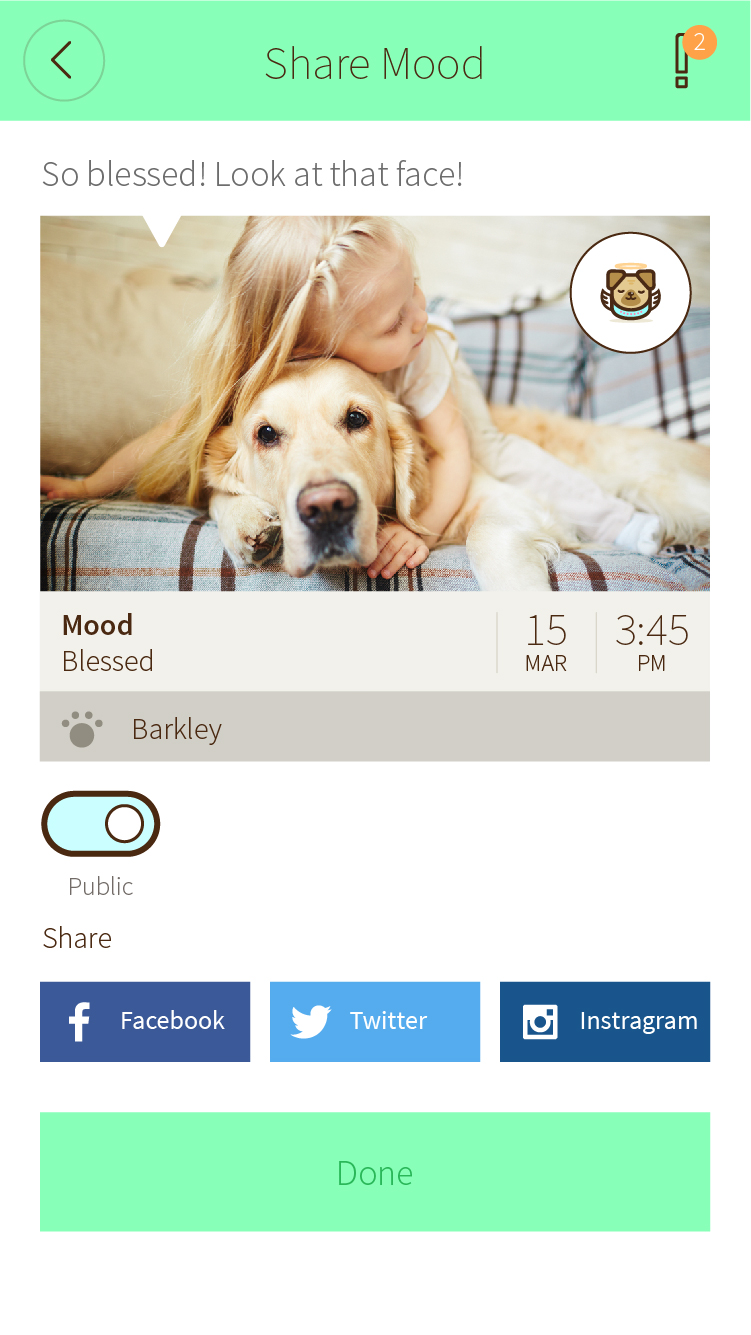 Share Mood
2
So blessed! Look at that face!
Mood
Blessed
15
MAR
3:45
PM
Barkley
Public
Share
Facebook
Twitter
Instragram
Done